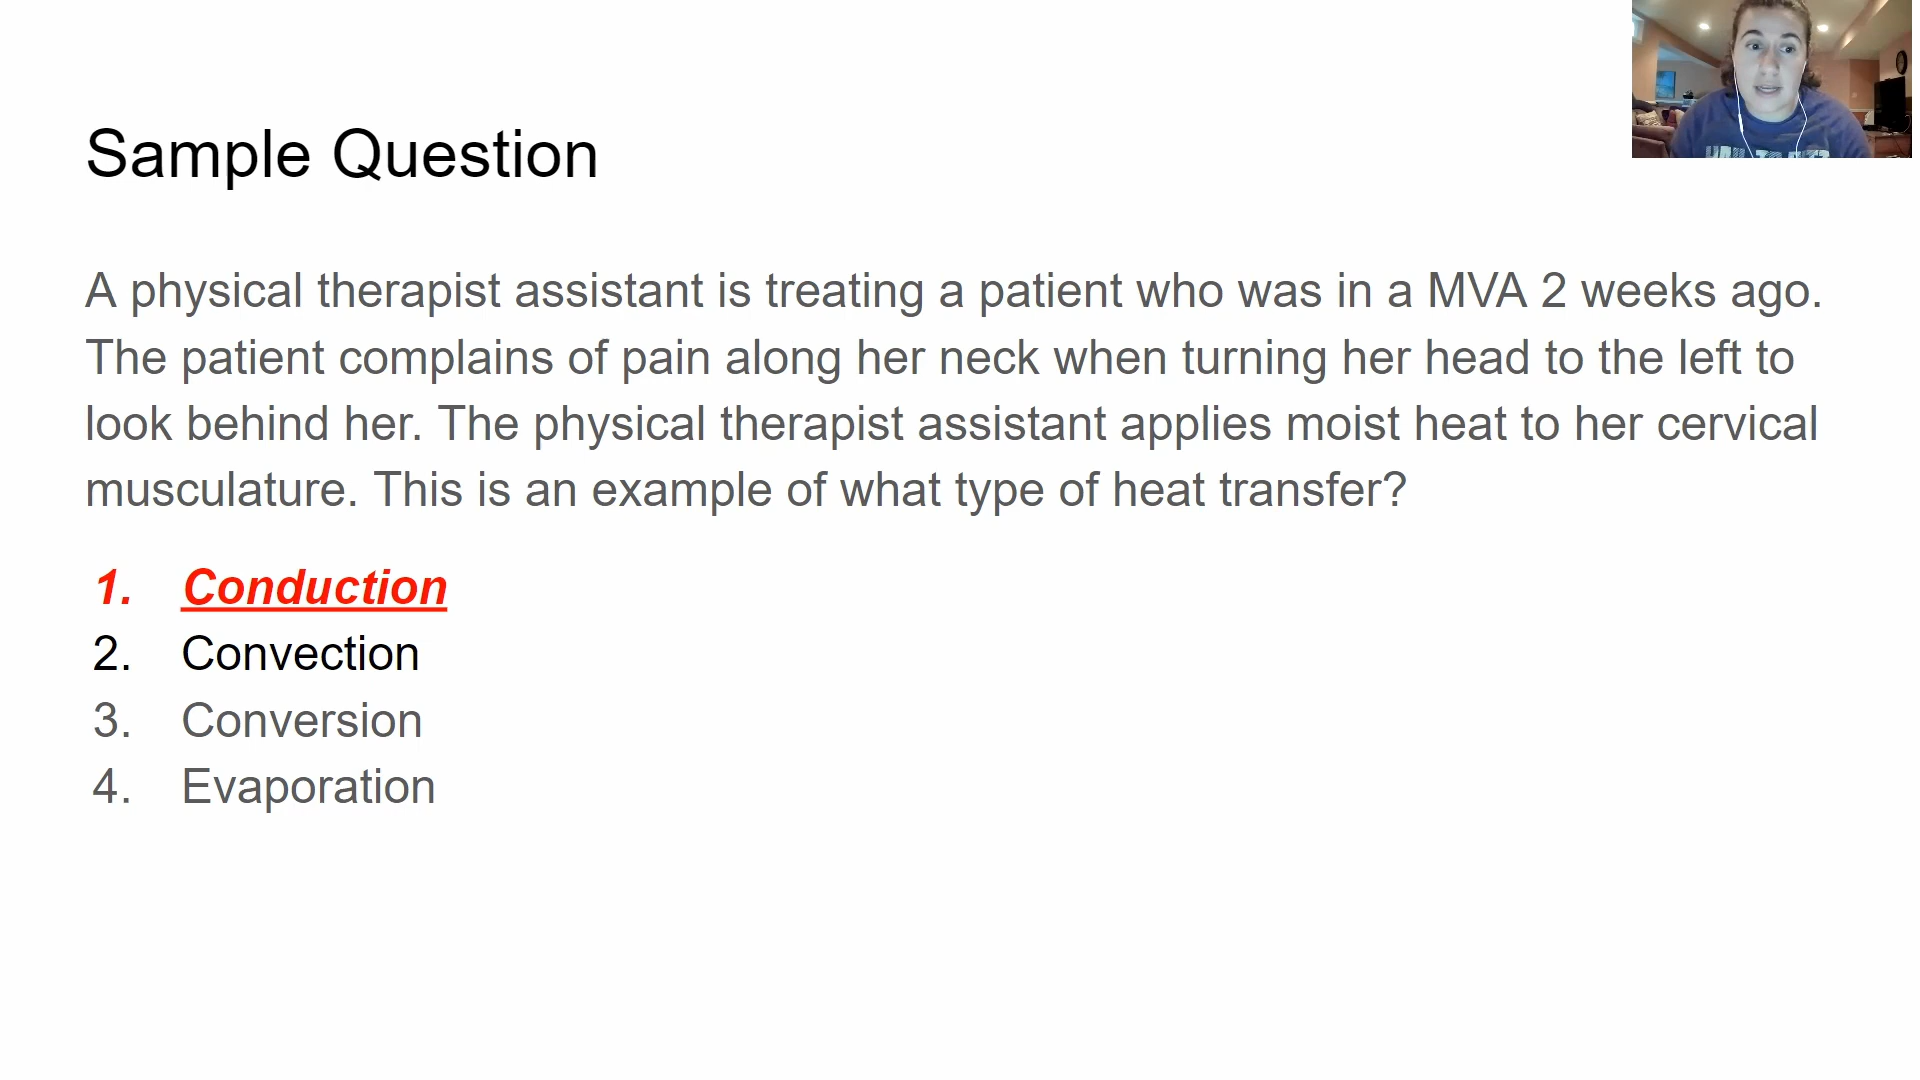 Sample Question
A physical therapist assistant is treating a patient who was in a MVA 2 weeks ago.
The patient complains of pain along her neck when turning her head to the left to
look behind her. The physical therapist assistant applies moist heat to her cervical
musculature. This is an example of what type of heat transfer?
1. Conduction
2. Convection
3. Conversion
4. Evaporation